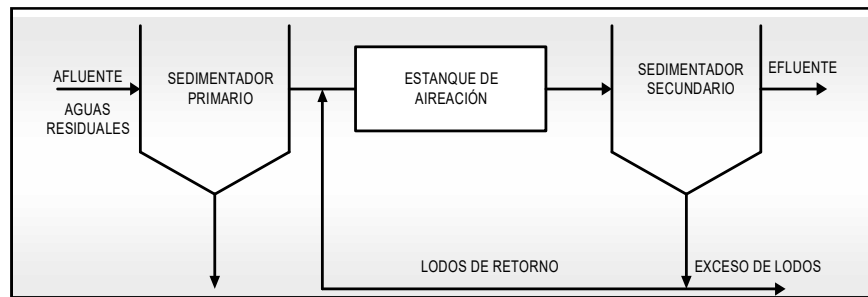 AFLUENTE
AGUAS
RESIDUALES
SEDIMENTADOR
PRIMARIO
ESTANQUE DE
AIREACIÓN
SEDIMENTADOR
SECUNDARIO
EFLUENTE
LODOS DE RETORNO
EXCESO DE LODOS